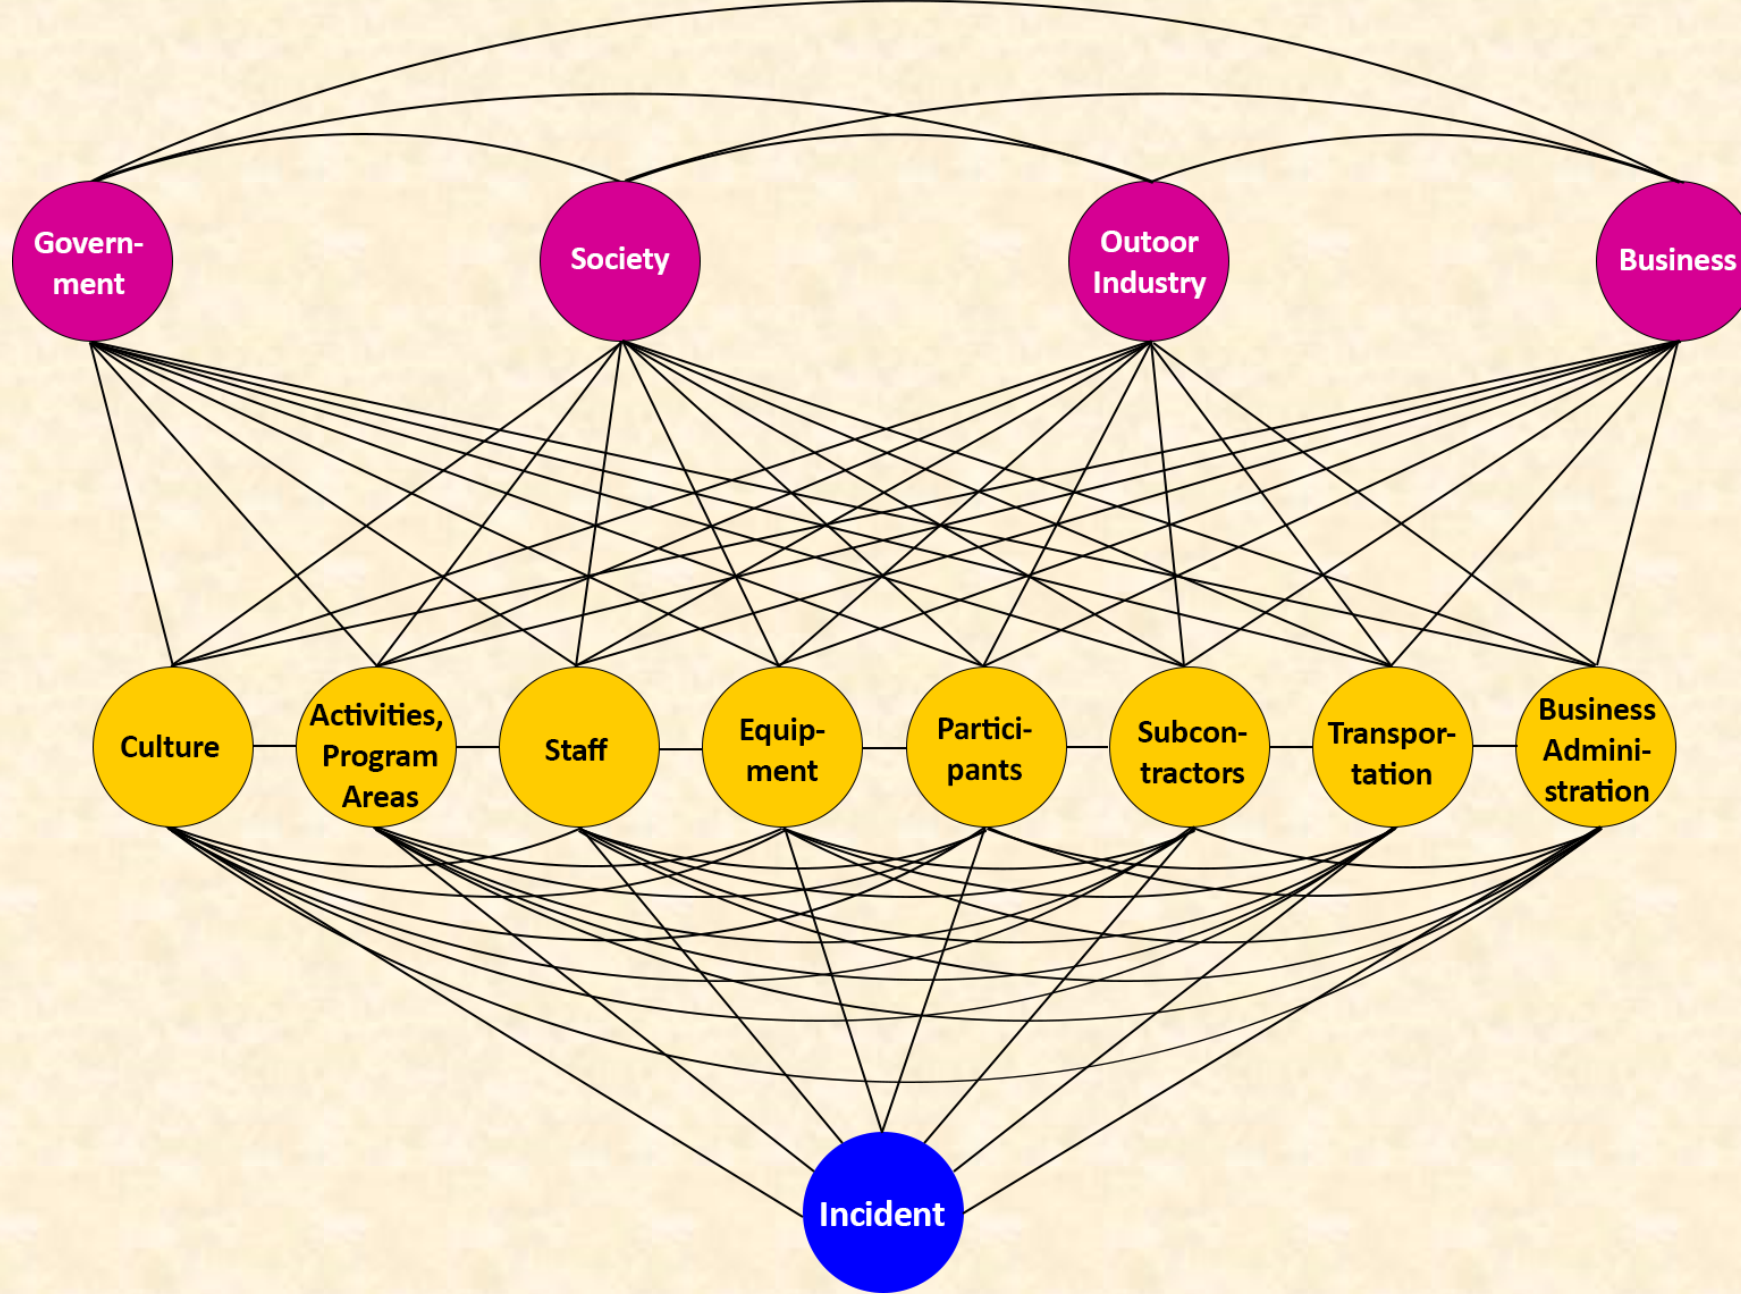 Govern-
ment
Society
Outoor
Industry
Business
Culture
Activities,
Program
Areas
Staff
Equip-
ment
Partici-
pants
Subcon-
tractors
Transpor-
tation
Business
Admini-
stration
Incident